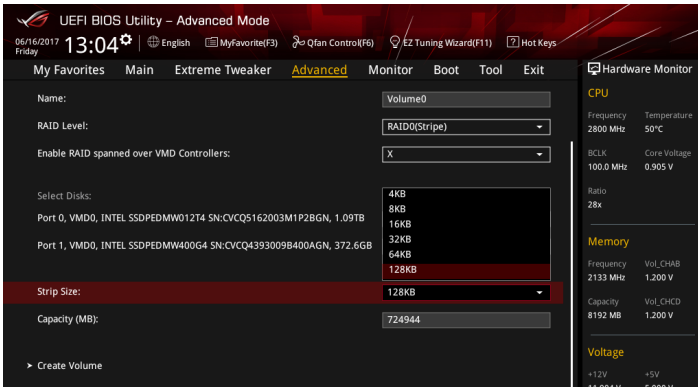 UEFI BIOS Utility – Advanced Mode
06/16/2017 Friday 13:04 English MyFavorite(F3) Qfan Control(F6) EZ Tuning Wizard(F11) ? Hot Keys
My Favorites Main Extreme Tweaker Advanced Monitor Boot Tool Exit
Name: Volume0
RAID Level: RAID0(Stripe)
Enable RAID spanned over VMD Controllers: X
Select Disks:
Port 0, VMD0, INTEL SSDPEDMW012T4 SN:CVCQ5162003M1P2BGN, 1.09TB
Port 1, VMD0, INTEL SSDPEDMW400G4 SN:CVCQ4393009B400AGN, 372.6GB
4KB
8KB
16KB
32KB
64KB
128KB
Strip Size: 128KB
Capacity (MB): 724944
> Create Volume
Hardware Monitor
CPU
Frequency Temperature
2800 MHz 50°C
BCLK Core Voltage
100.0 MHz 0.905 V
Ratio
28x
Memory
Frequency Vol_CHAB
2133 MHz 1.200 V
Capacity Vol_CHCD
8192 MB 1.200 V
Voltage
+12V +5V